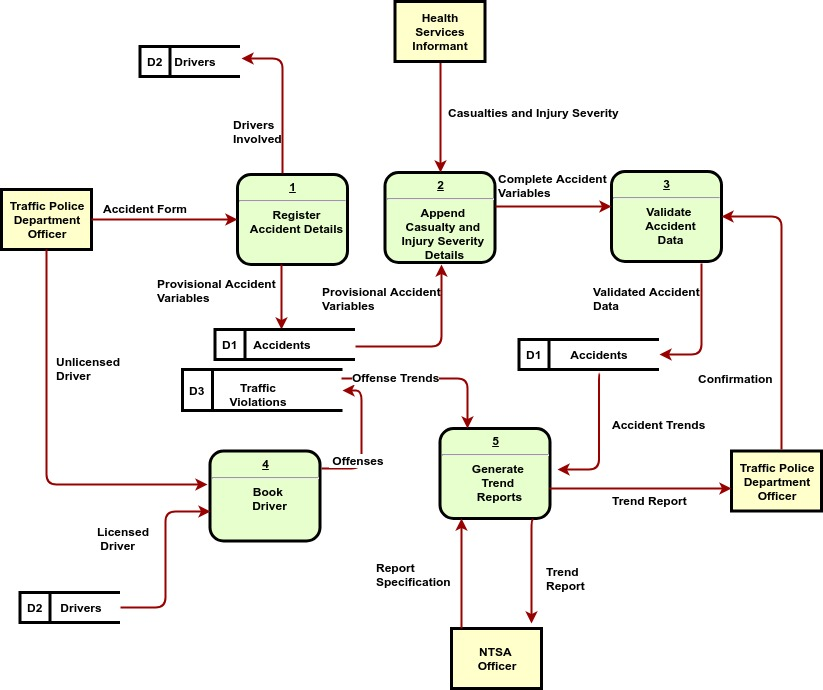 Health
Services
Informant
D2
Drivers
Drivers
Involved
Casualties and Injury Severity
1
Register
Accident Details
2
Append
Casualty and
Injury Severity
Details
Complete Accident
Variables
3
Validate
Accident
Data
Traffic Police
Department
Officer
Accident Form
Provisional Accident
Variables
Provisional Accident
Variables
Validated Accident
Data
D1
Accidents
D1
Accidents
Unlicensed
Driver
D3
Traffic
Violations
Offense Trends
Confirmation
Accident Trends
Offenses
4
Book
Driver
5
Generate
Trend
Reports
Traffic Police
Department
Officer
Trend Report
Licensed
Driver
D2
Drivers
Report
Specification
Trend
Report
NTSA
Officer